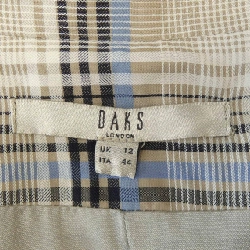 DAKS
LONDON
UK 12
ITA 46